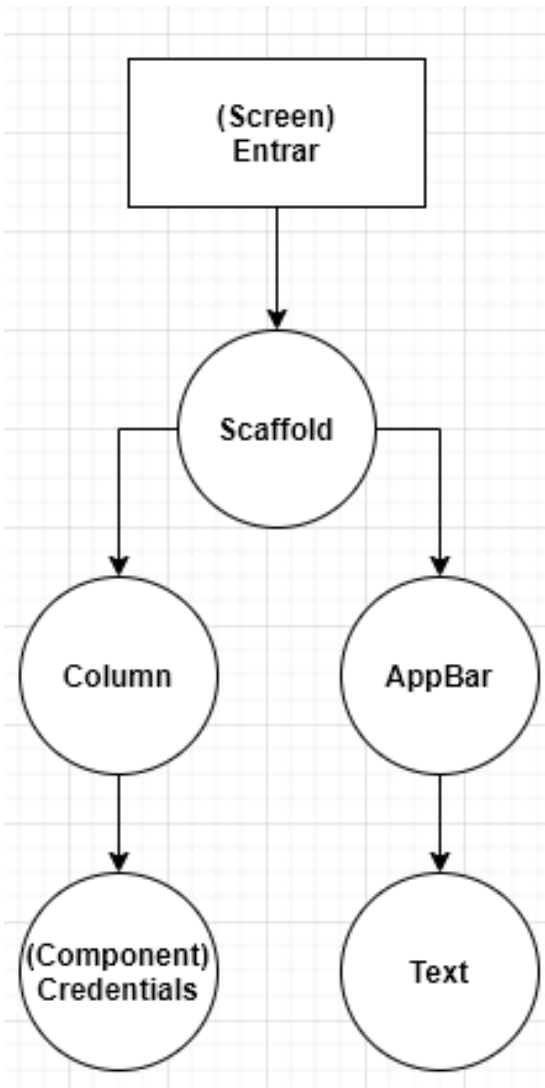 (Screen)
Entrar
Scaffold
Column
AppBar
(Component)
Credentials
Text